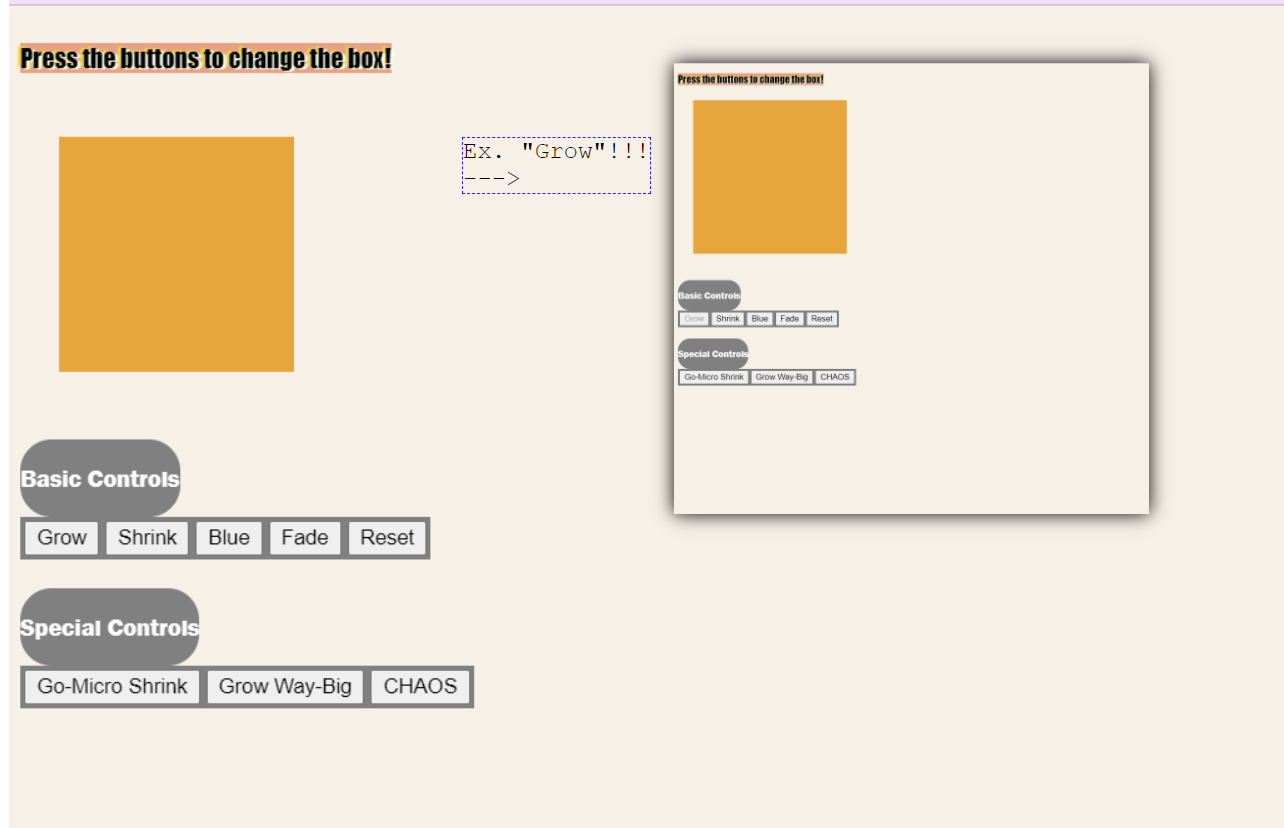 Press the buttons to change the box!
Ex. "Grow"!!!
--->
Basic Controls
Grow Shrink Blue Fade Reset
Special Controls
Go-Micro Shrink Grow Way-Big CHAOS
Press the buttons to change the box!
Basic Controls
Grow Shrink Blue Fade Reset
Special Controls
Go-Micro Shrink Grow Way-Big CHAOS